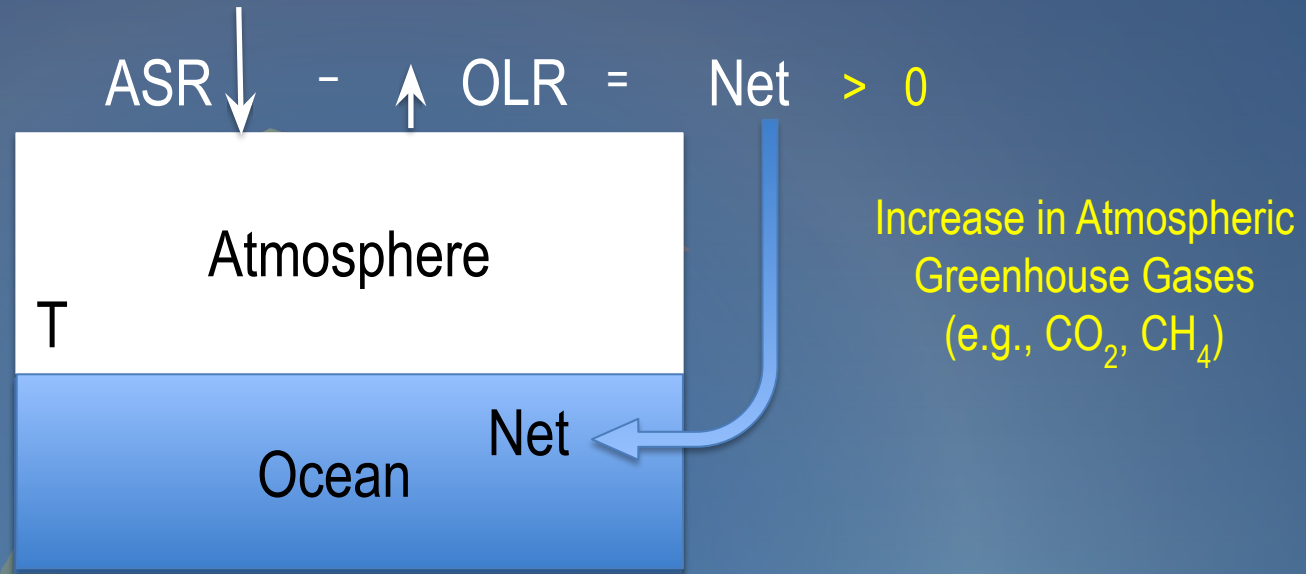 ASR - OLR = Net > 0
Atmosphere
T
Net
Ocean
Increase in Atmospheric
Greenhouse Gases
(e.g., CO₂, CH₄)